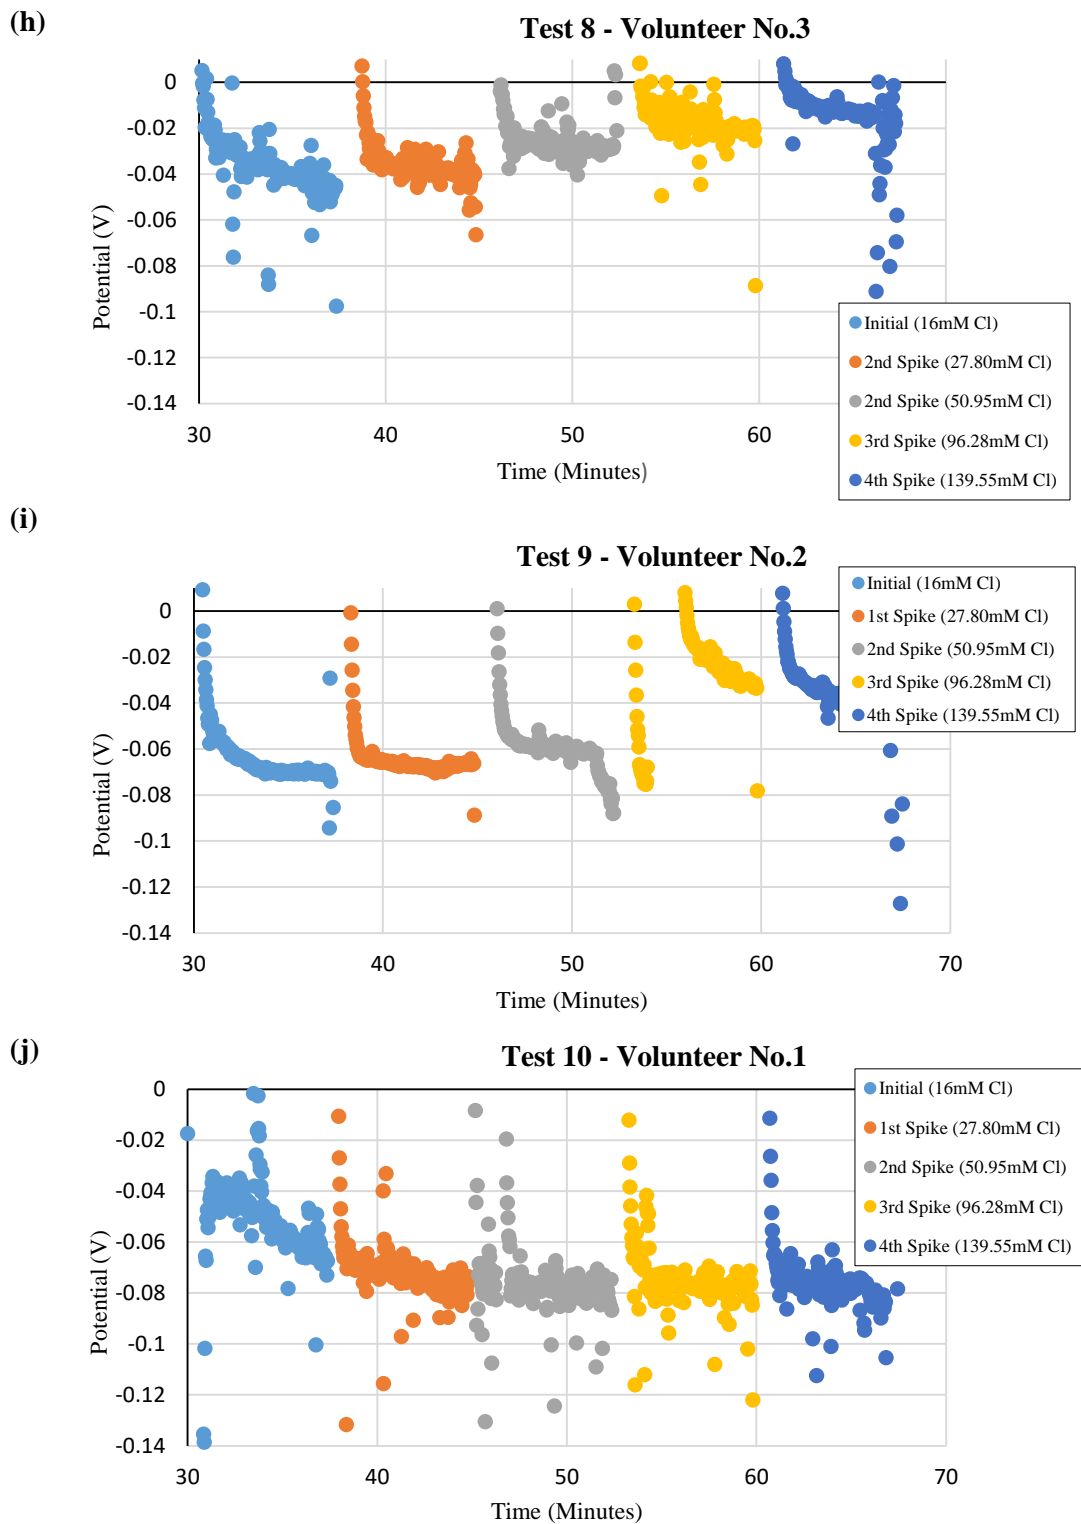 (h)
Test 8 - Volunteer No.3
0
-0.02
-0.04
-0.06
-0.08
-0.1
-0.12
-0.14
Potential (V)
30
40
50
60
Time (Minutes)
Initial (16mM Cl)
2nd Spike (27.80mM Cl)
2nd Spike (50.95mM Cl)
3rd Spike (96.28mM Cl)
4th Spike (139.55mM Cl)
(i)
Test 9 - Volunteer No.2
0
-0.02
-0.04
-0.06
-0.08
-0.1
-0.12
-0.14
Potential (V)
30
40
50
60
70
Time (Minutes)
Initial (16mM Cl)
1st Spike (27.80mM Cl)
2nd Spike (50.95mM Cl)
3rd Spike (96.28mM Cl)
4th Spike (139.55mM Cl)
(j)
Test 10 - Volunteer No.1
0
-0.02
-0.04
-0.06
-0.08
-0.1
-0.12
-0.14
Potential (V)
30
40
50
60
70
Time (Minutes)
Initial (16mM Cl)
1st Spike (27.80mM Cl)
2nd Spike (50.95mM Cl)
3rd Spike (96.28mM Cl)
4th Spike (139.55mM Cl)